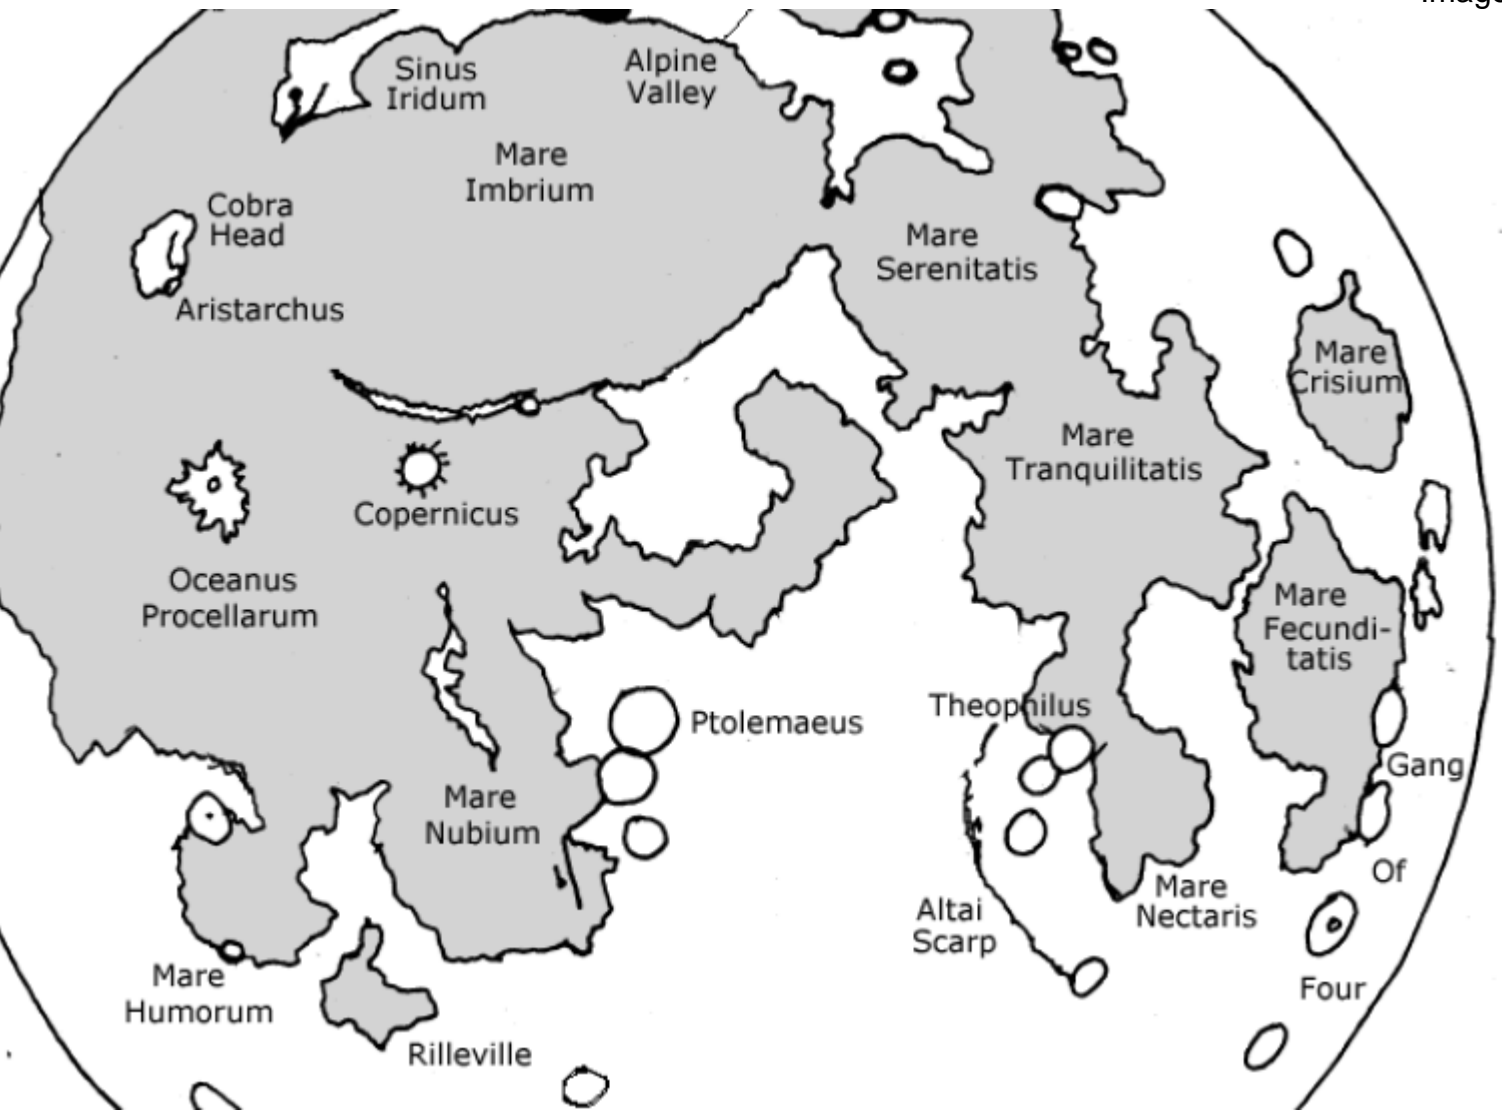 Sinus
Iridum
Alpine
Valley
Mare
Imbrium
Cobra
Head
Aristarchus
Mare
Serenitatis
Mare
Crisium
Mare
Tranquilitatis
Copernicus
Oceanus
Procellarum
Mare
Fecundi-
tatis
Theophilus
Ptolemaeus
Gang
Mare
Nubium
Of
Mare
Nectaris
Altai
Scarp
Four
Mare
Humorum
Rilleville